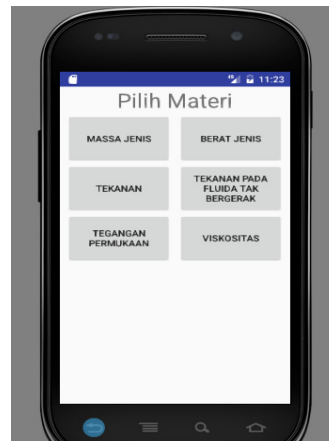 11:23
Pilih Materi
MASSA JENIS
BERAT JENIS
TEKANAN
TEKANAN PADA
FLUIDA TAK
BERGERAK
TEGANGAN
PERMUKAAN
VISKOSITAS